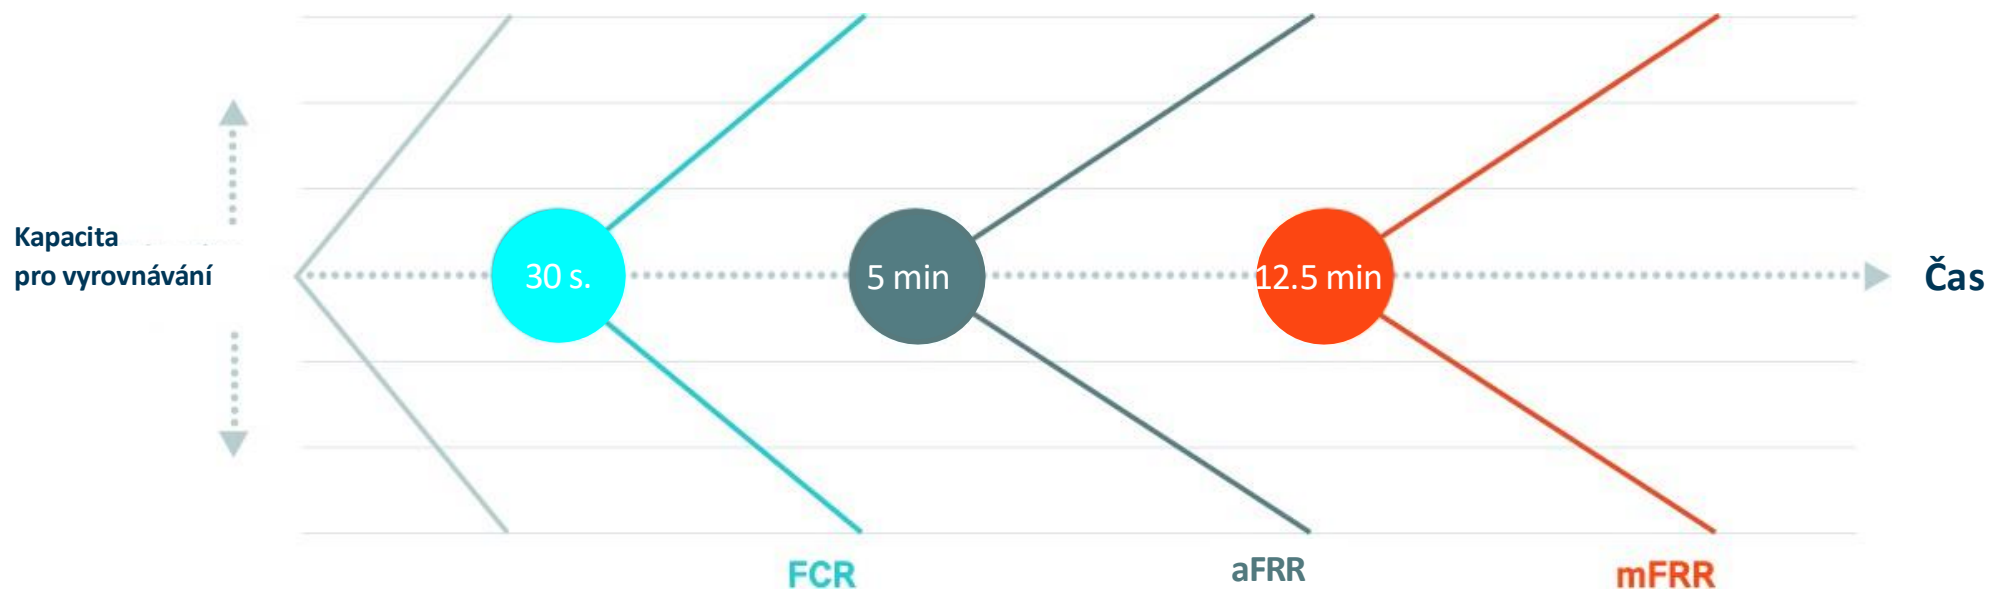 Kapacita
pro vyrovnávání
30 s.
5 min
12.5 min
Čas
FCR
aFRR
mFRR